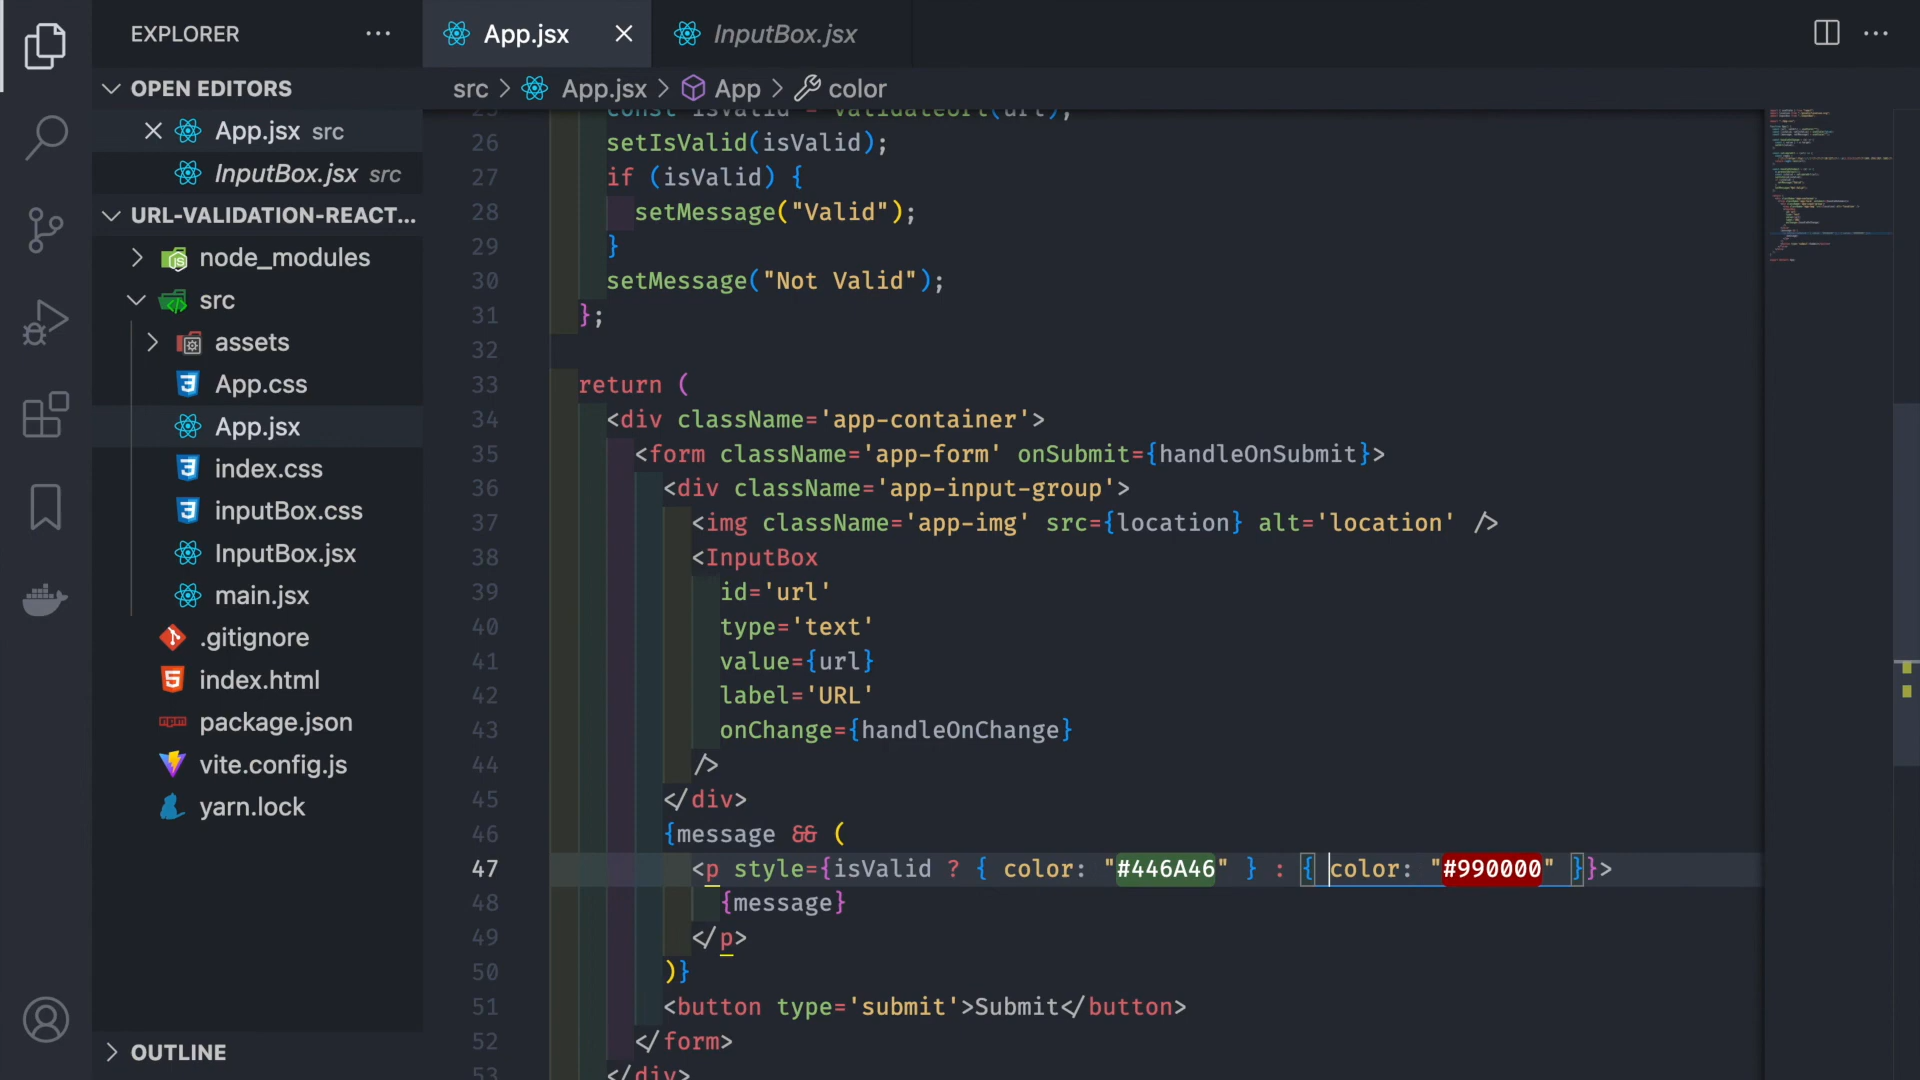 EXPLORER
OPEN EDITORS
App.jsx src
InputBox.jsx src
URL-VALIDATION-REACT...
node_modules
src
assets
App.css
App.jsx
index.css
inputBox.css
InputBox.jsx
main.jsx
.gitignore
index.html
package.json
vite.config.js
yarn.lock
OUTLINE
App.jsx InputBox.jsx
src > App.jsx > App > color
25 const isValid = validateUrl(url);
26 setIsValid(isValid);
27 if (isValid) {
28 setMessage("Valid");
29 }
30 setMessage("Not Valid");
31 };
32
33 return (
34 <div className='app-container'>
35 <form className='app-form' onSubmit={handleOnSubmit}>
36 <div className='app-input-group'>
37 <img className='app-img' src={location} alt='location' />
38 <InputBox
39 id='url'
40 type='text'
41 value={url}
42 label='URL'
43 onChange={handleOnChange}
44 />
45 </div>
46 {message && (
47 <p style={isValid ? { color: "#446A46" } : { color: "#990000" }}>
48 {message}
49 </p>
50 )}
51 <button type='submit'>Submit</button>
52 </form>
53 </div>